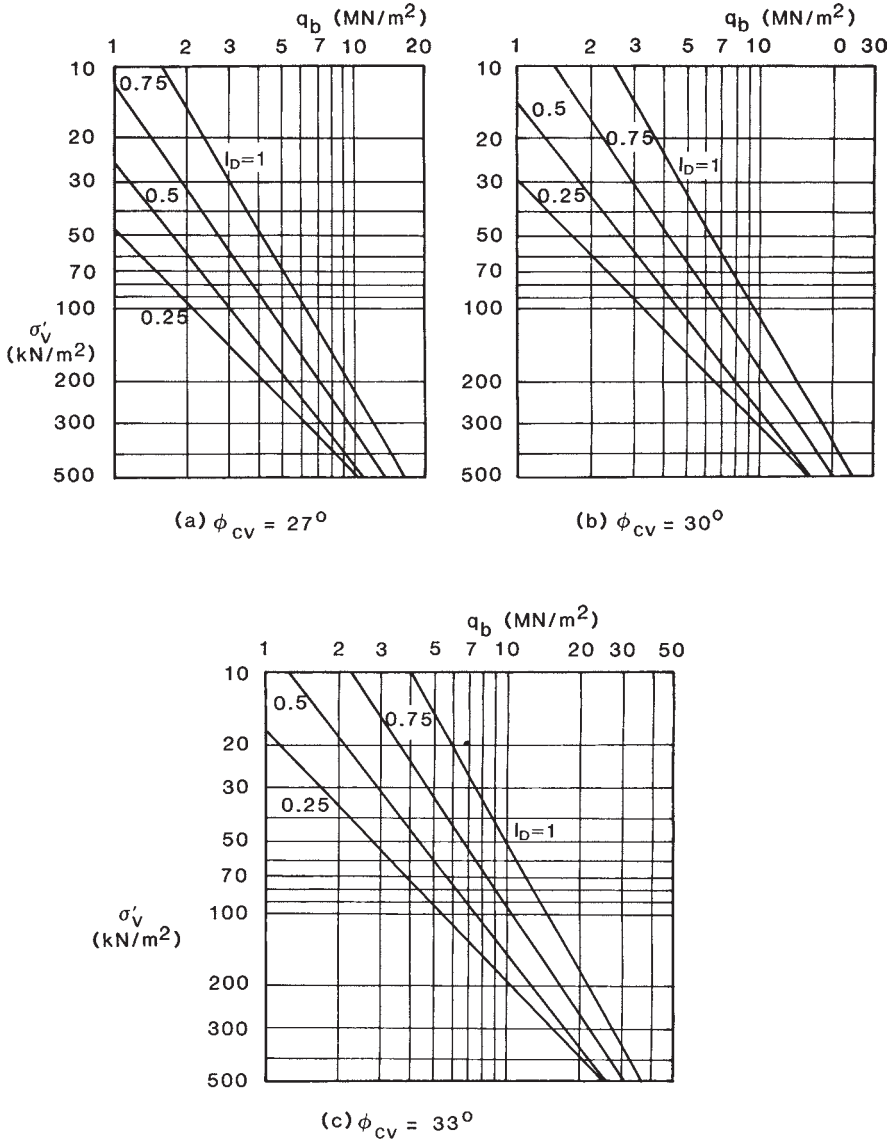 q_b (MN/m²)
1 2 3 5 7 10 20
10
20
30
50
70
100
200
300
500
σ′v
(kN/m²)
0.75
I_D=1
0.5
0.25
(a) ϕ_cv = 27°
q_b (MN/m²)
1 2 3 5 7 10 0 30
10
20
30
50
70
100
200
300
500
0.5
0.75
I_D=1
0.25
(b) ϕ_cv = 30°
q_b (MN/m²)
1 2 3 5 7 10 20 30 50
10
20
30
50
70
100
200
300
500
σ′v
(kN/m²)
0.5
0.75
0.25
I_D=1
(c) ϕ_cv = 33°